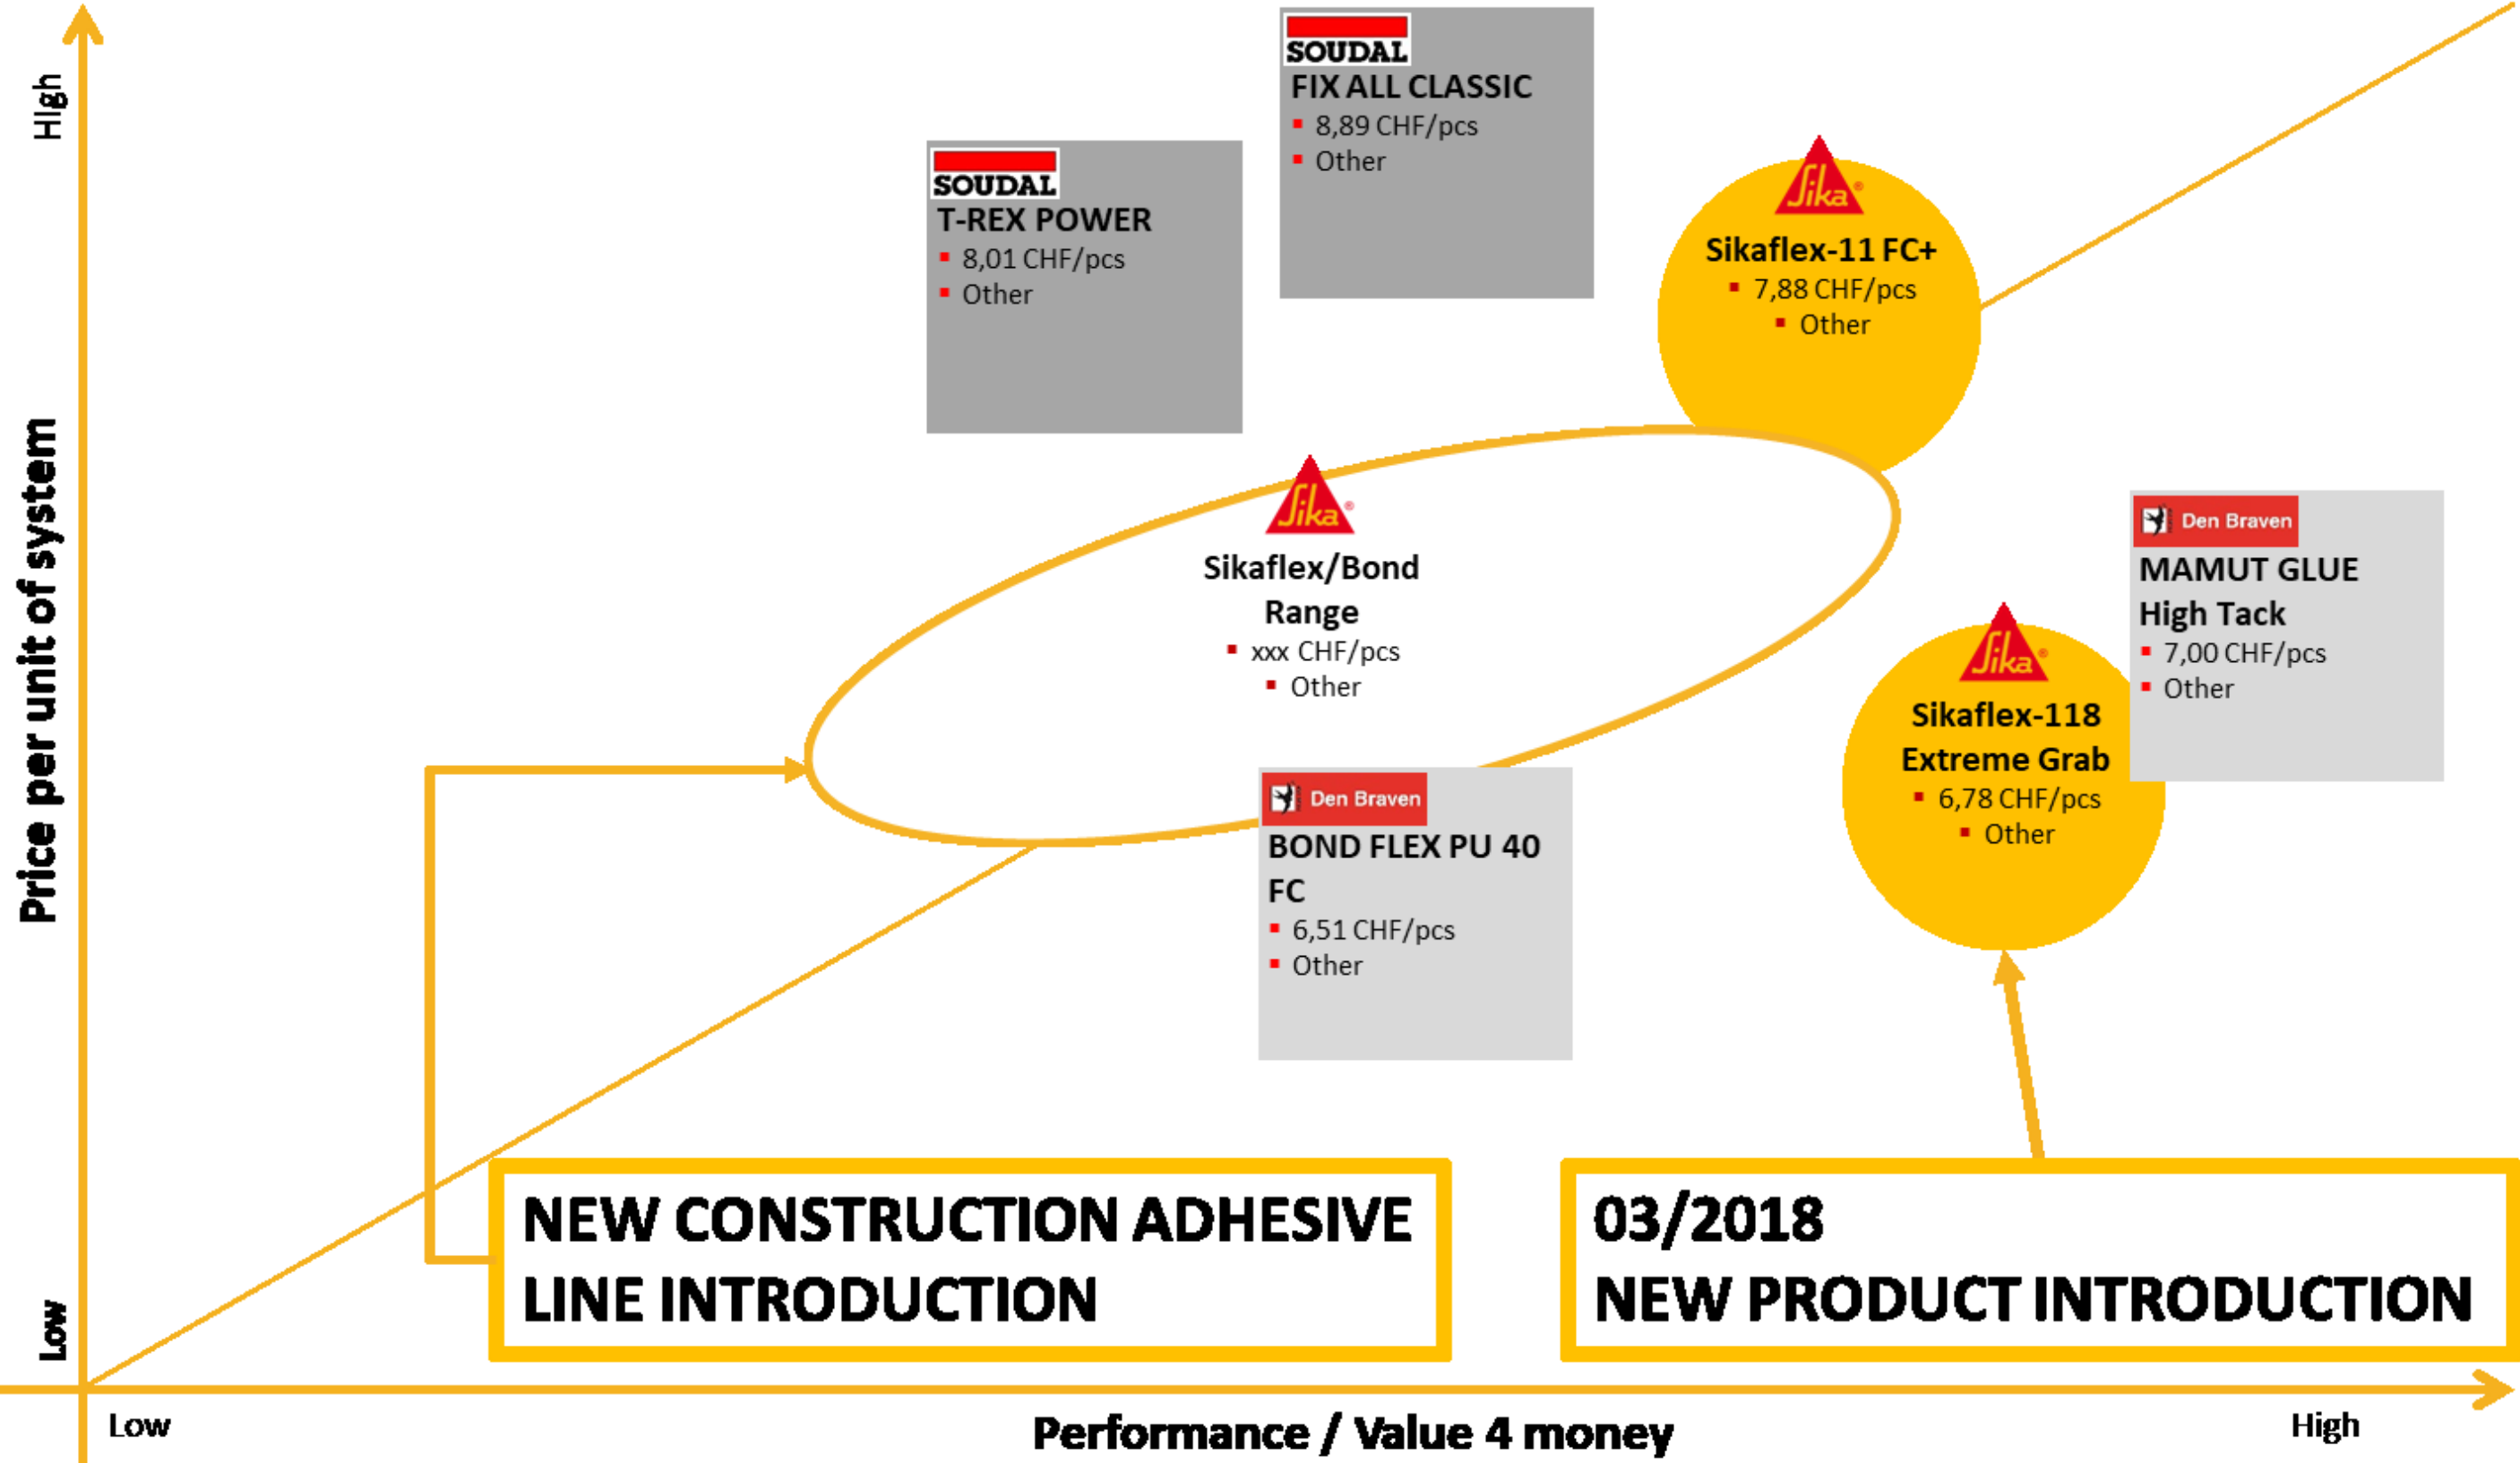 High
Price per unit of system
Low
SOUDAL
FIX ALL CLASSIC
▪ 8,89 CHF/pcs
▪ Other
SOUDAL
T-REX POWER
▪ 8,01 CHF/pcs
▪ Other
Sika®
Sikaflex-11 FC+
▪ 7,88 CHF/pcs
▪ Other
Sika®
Sikaflex/Bond
Range
▪ xxx CHF/pcs
▪ Other
Den Braven
MAMUT GLUE
High Tack
▪ 7,00 CHF/pcs
▪ Other
Sika®
Sikaflex-118
Extreme Grab
▪ 6,78 CHF/pcs
▪ Other
Den Braven
BOND FLEX PU 40
FC
▪ 6,51 CHF/pcs
▪ Other
NEW CONSTRUCTION ADHESIVE
LINE INTRODUCTION
03/2018
NEW PRODUCT INTRODUCTION
Low
Performance / Value 4 money
High